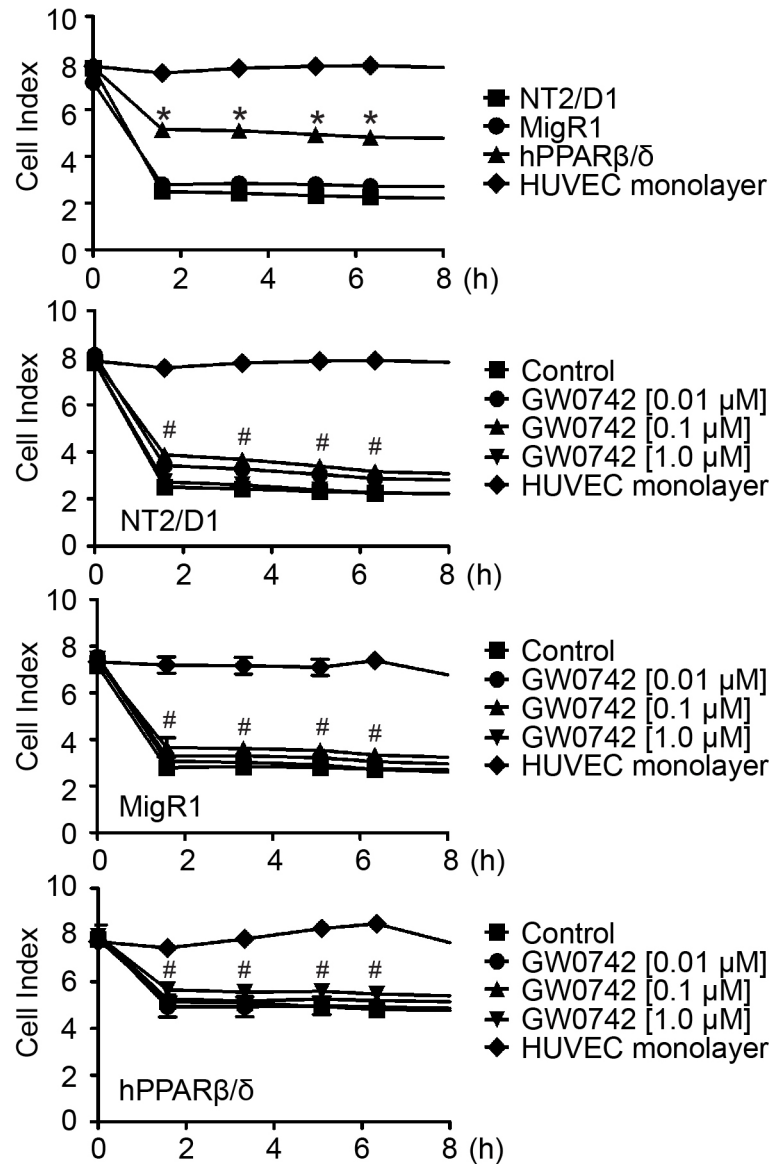 10
8
6
4
2
0
Cell Index
* * * *
0 2 4 6 8 (h)
NT2/D1
MigR1
hPPARβ/δ
HUVEC monolayer
10
8
6
4
2
0
Cell Index
# # # #
NT2/D1
0 2 4 6 8 (h)
Control
GW0742 [0.01 µM]
GW0742 [0.1 µM]
GW0742 [1.0 µM]
HUVEC monolayer
10
8
6
4
2
0
Cell Index
# # # #
MigR1
0 2 4 6 8 (h)
Control
GW0742 [0.01 µM]
GW0742 [0.1 µM]
GW0742 [1.0 µM]
HUVEC monolayer
10
8
6
4
2
0
Cell Index
# # # #
hPPARβ/δ
0 2 4 6 8 (h)
Control
GW0742 [0.01 µM]
GW0742 [0.1 µM]
GW0742 [1.0 µM]
HUVEC monolayer